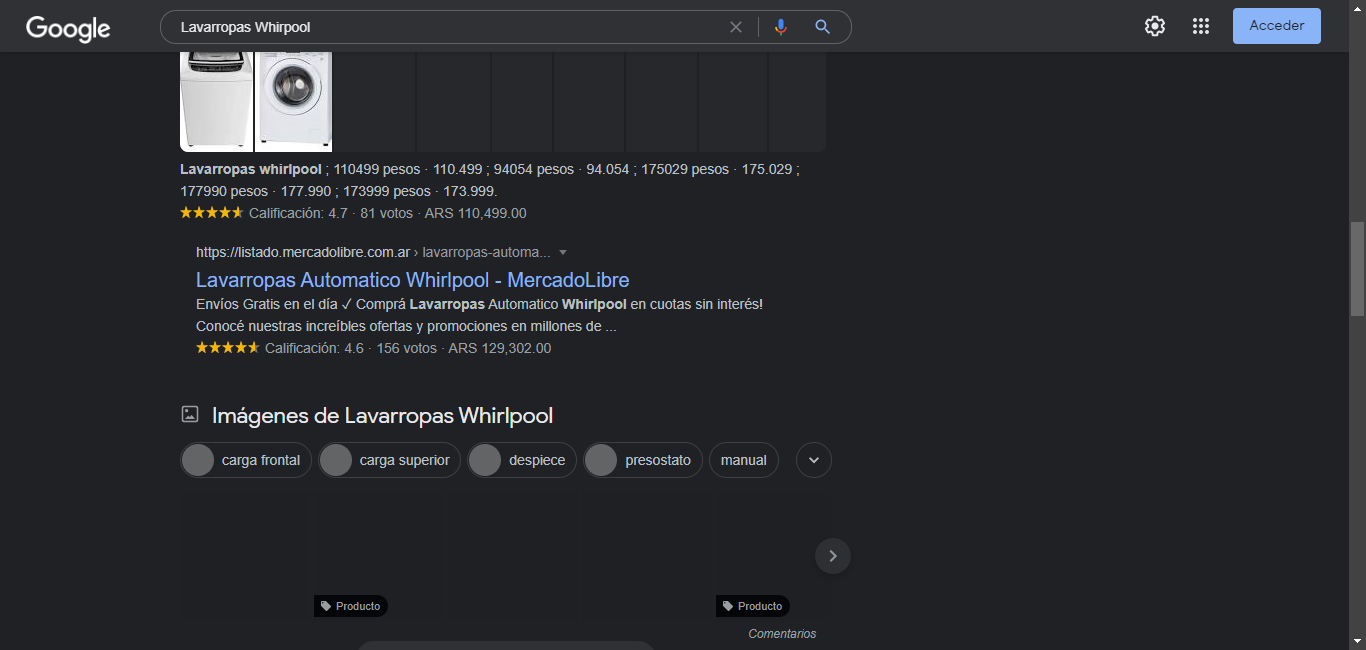 Google
Lavarropas Whirpool
Acceder
Lavarropas whirlpool ; 110499 pesos · 110.499 ; 94054 pesos · 94.054 ; 175029 pesos · 175.029 ;
177990 pesos · 177.990 ; 173999 pesos · 173.999.
Calificación: 4.7 · 81 votos · ARS 110,499.00
https://listado.mercadolibre.com.ar › lavarropas-automa...
Lavarropas Automatico Whirlpool - MercadoLibre
Envíos Gratis en el día ✓ Comprá Lavarropas Automatico Whirlpool en cuotas sin interés!
Conocé nuestras increíbles ofertas y promociones en millones de ...
Calificación: 4.6 · 156 votos · ARS 129,302.00
Imágenes de Lavarropas Whirlpool
carga frontal carga superior despiece presostato manual
Producto Producto
Comentarios